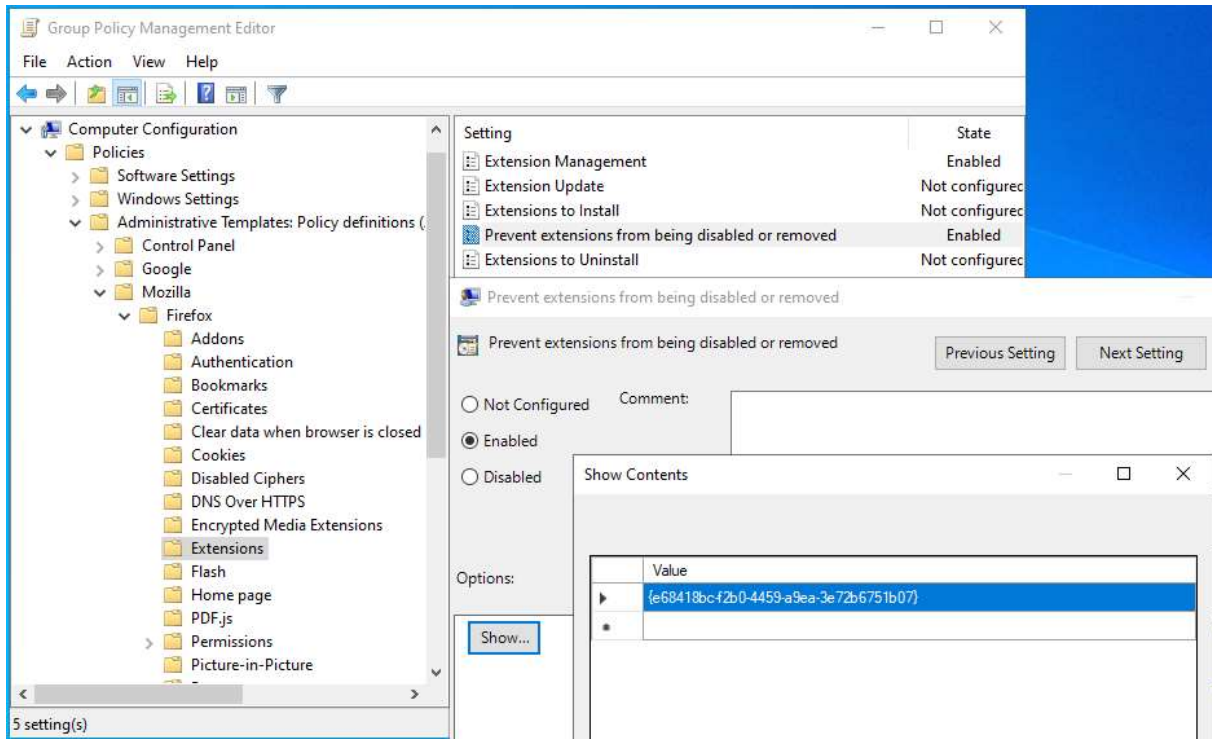 Group Policy Management Editor
File Action View Help
Computer Configuration
Policies
Software Settings
Windows Settings
Administrative Templates: Policy definitions (.
Control Panel
Google
Mozilla
Firefox
Addons
Authentication
Bookmarks
Certificates
Clear data when browser is closed
Cookies
Disabled Ciphers
DNS Over HTTPS
Encrypted Media Extensions
Extensions
Flash
Home page
PDF.js
Permissions
Picture-in-Picture
5 setting(s)
Setting State
Extension Management Enabled
Extension Update Not configured
Extensions to Install Not configured
Prevent extensions from being disabled or removed Enabled
Extensions to Uninstall Not configured
Prevent extensions from being disabled or removed
Prevent extensions from being disabled or removed
Previous Setting Next Setting
Not Configured Comment:
Enabled
Disabled
Options:
Show...
Show Contents
Value
{e68418bc-f2b0-4459-a9ea-3e72b6751b07}